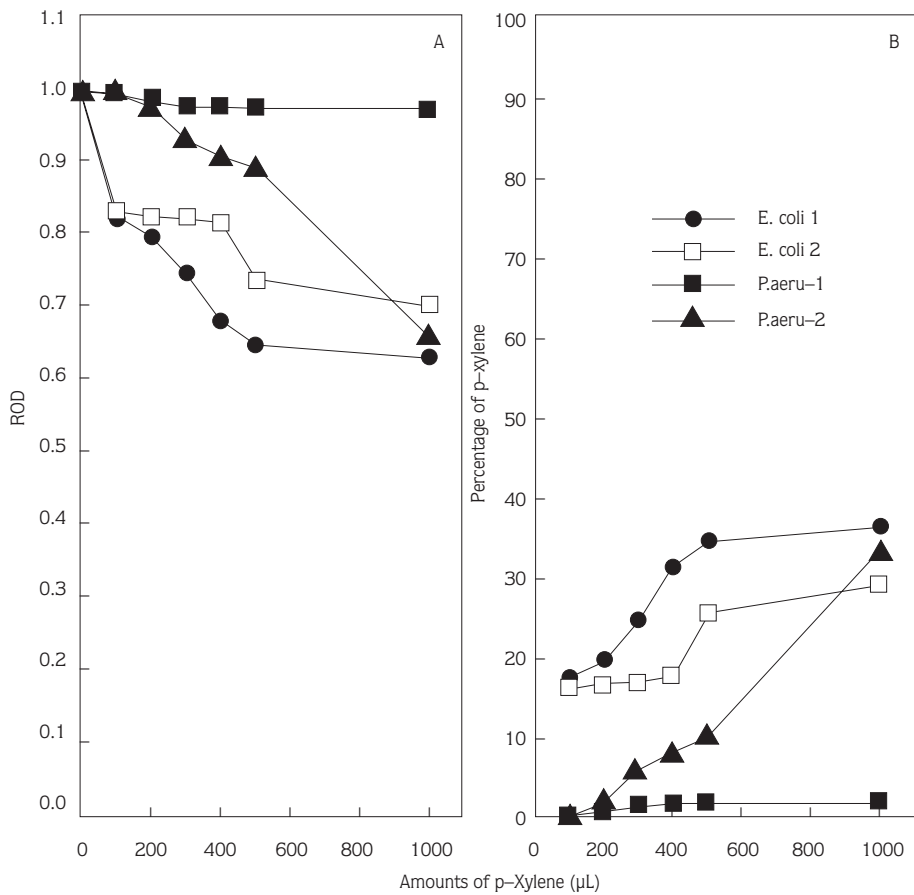 A
1.1
1.0
0.9
0.8
0.7
0.6
0.5
0.4
0.3
0.2
0.1
0.0
ROD
0 200 400 600 800 1000
B
100
90
80
70
60
50
40
30
20
10
0
Percentage of p–xylene
E. coli 1
E. coli 2
P.aeru–1
P.aeru–2
0 200 400 600 800 1000
Amounts of p–Xylene (µL)